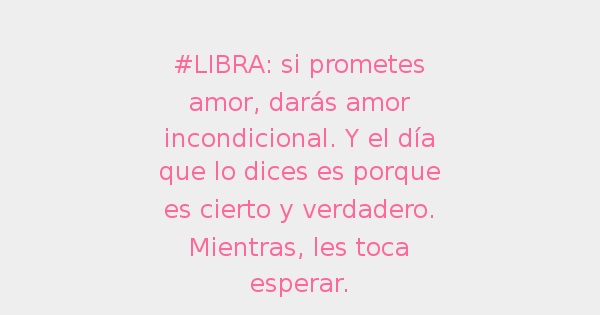 #LIBRA: si prometes
amor, darás amor
incondicional. Y el día
que lo dices es porque
es cierto y verdadero.
Mientras, les toca
esperar.